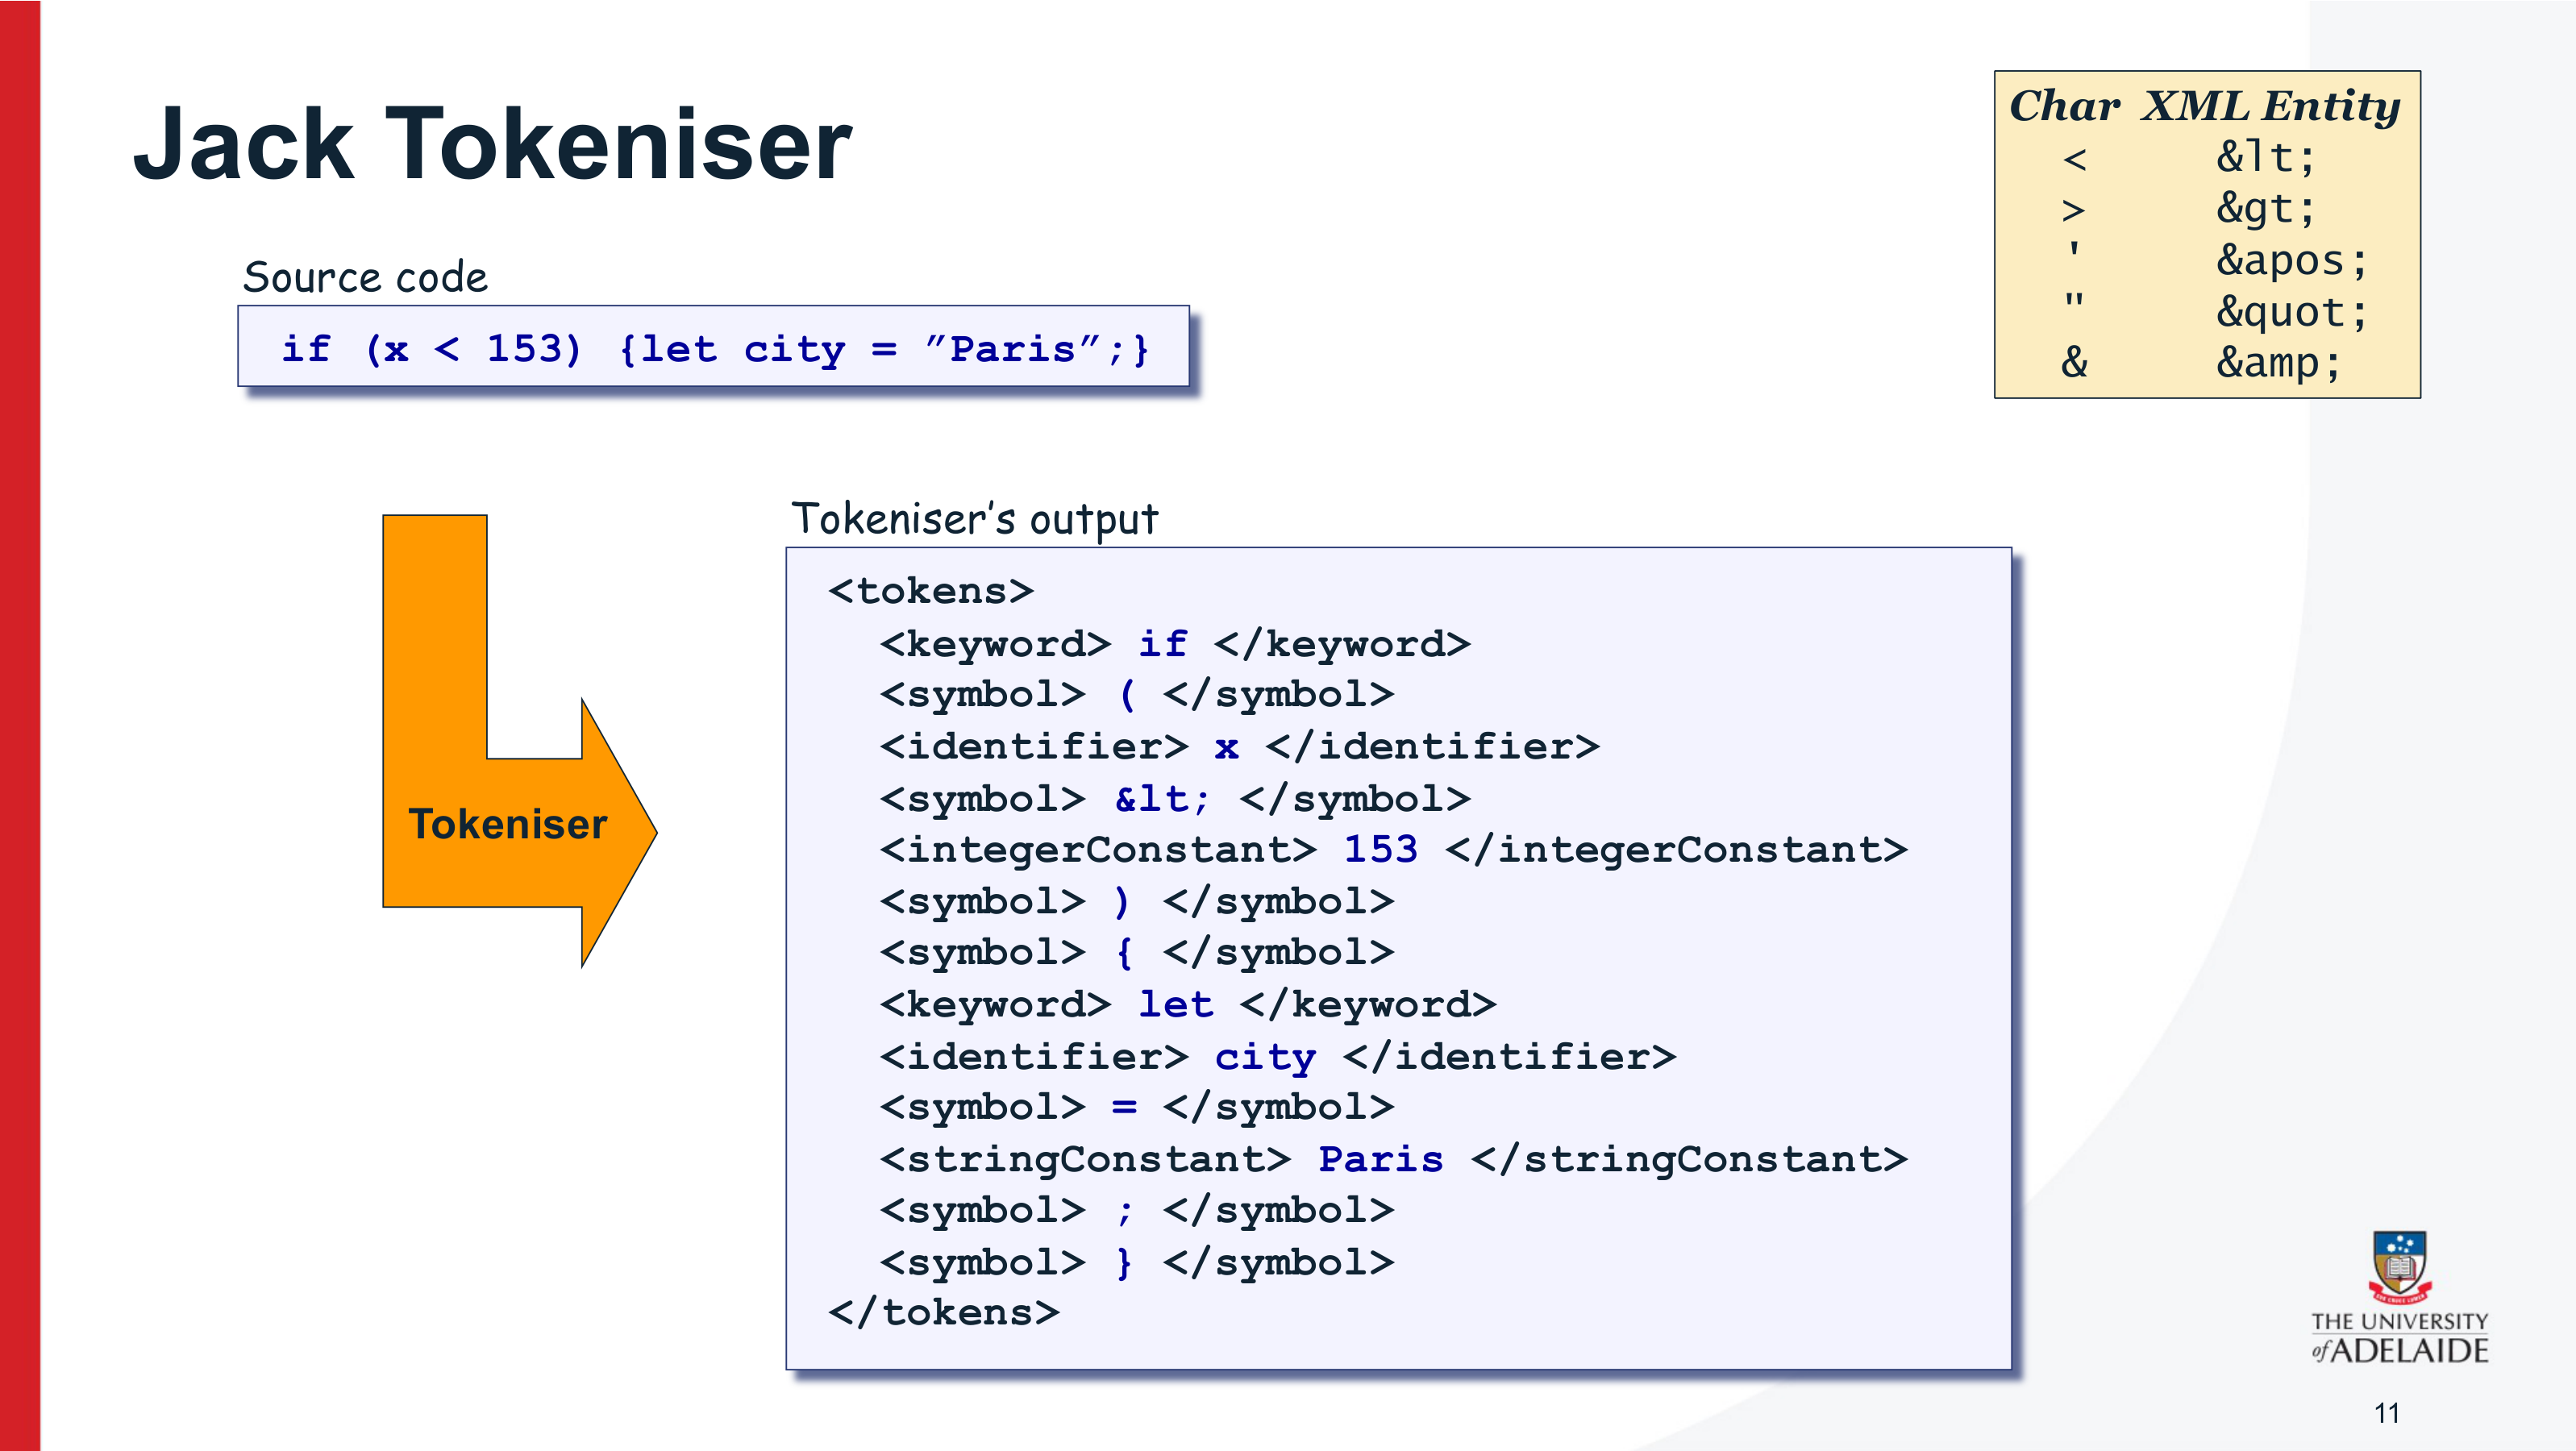 Jack Tokeniser
Char XML Entity
< &lt;
> &gt;
' &apos;
" &quot;
& &amp;
Source code
if (x < 153) {let city = ″Paris″;}
Tokeniser
Tokeniser’s output
<tokens>
<keyword> if </keyword>
<symbol> ( </symbol>
<identifier> x </identifier>
<symbol> &lt; </symbol>
<integerConstant> 153 </integerConstant>
<symbol> ) </symbol>
<symbol> { </symbol>
<keyword> let </keyword>
<identifier> city </identifier>
<symbol> = </symbol>
<stringConstant> Paris </stringConstant>
<symbol> ; </symbol>
<symbol> } </symbol>
</tokens>
THE UNIVERSITY
of ADELAIDE
11